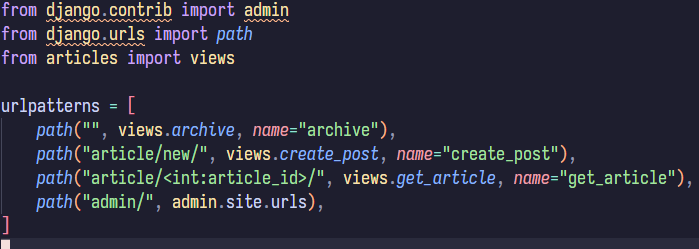 from django.contrib import admin
from django.urls import path
from articles import views

urlpatterns = [
    path("", views.archive, name="archive"),
    path("article/new/", views.create_post, name="create_post"),
    path("article/<int:article_id>/", views.get_article, name="get_article"),
    path("admin/", admin.site.urls),
]